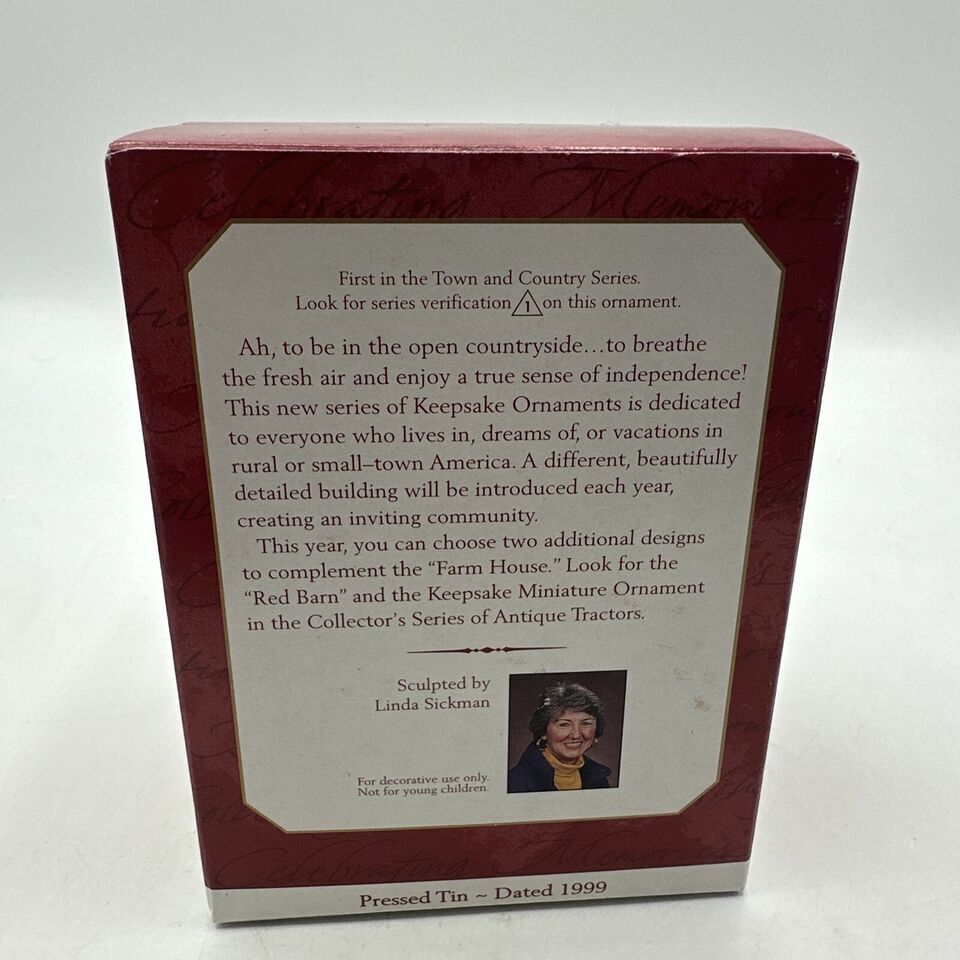 Celebrating Memories
First in the Town and Country Series.
Look for series verification 1 on this ornament.
Ah, to be in the open countryside...to breathe
the fresh air and enjoy a true sense of independence!
This new series of Keepsake Ornaments is dedicated
to everyone who lives in, dreams of, or vacations in
rural or small–town America. A different, beautifully
detailed building will be introduced each year,
creating an inviting community.
This year, you can choose two additional designs
to complement the “Farm House.” Look for the
“Red Barn” and the Keepsake Miniature Ornament
in the Collector's Series of Antique Tractors.
Sculpted by
Linda Sickman
For decorative use only.
Not for young children.
Celebrating Memories
Pressed Tin ~ Dated 1999